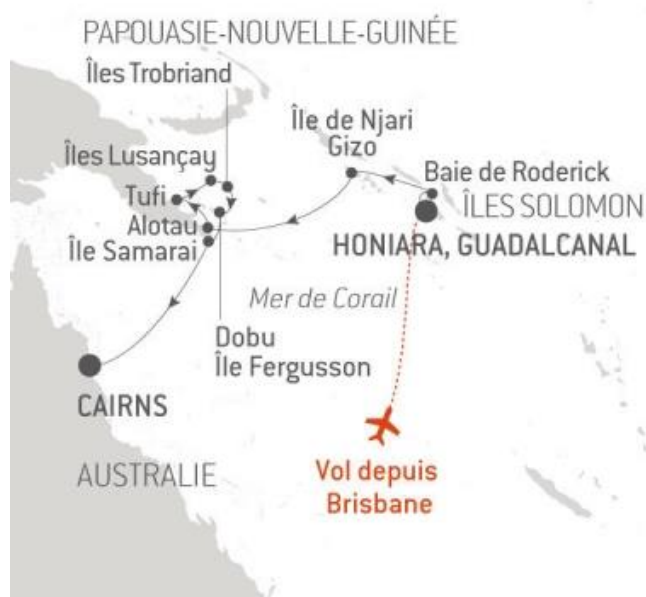 PAPOUASIE-NOUVELLE-GUINÉE
Îles Trobriand
Île de Njari
Gizo
Îles Lusançay
Baie de Roderick
Tufi
ÎLES SOLOMON
Alotau
Île Samarai
HONIARA, GUADALCANAL
Mer de Corail
Dobu
Île Fergusson
CAIRNS
AUSTRALIE
Vol depuis
Brisbane